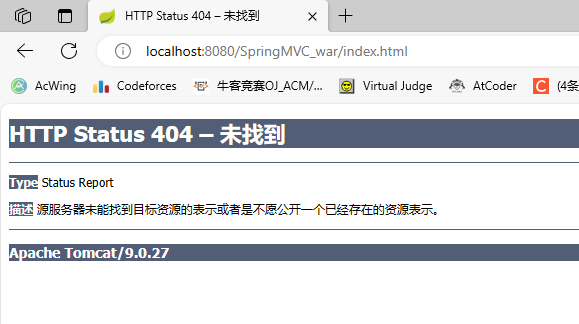 HTTP Status 404 – 未找到
localhost:8080/SpringMVC_war/index.html
AcWing Codeforces 牛客竞赛OJ_ACM/... Virtual Judge AtCoder (4条
HTTP Status 404 – 未找到
Type Status Report
描述 源服务器未能找到目标资源的表示或者是不愿公开一个已经存在的资源表示。
Apache Tomcat/9.0.27